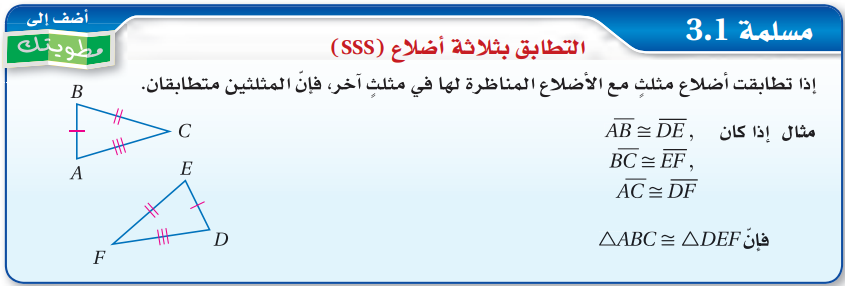 مسلمة 3.1
التطابق بثلاثة أضلاع (SSS)
أضف إلى
مطويتك
إذا تطابقت أضلاع مثلثٍ مع الأضلاع المناظرة لها في مثلثٍ آخر، فإنّ المثلثين متطابقان.
مثال إذا كان AB ≅ DE ,
BC ≅ EF ,
AC ≅ DF
فإنّ △ABC ≅ △DEF
B
C
A
E
D
F